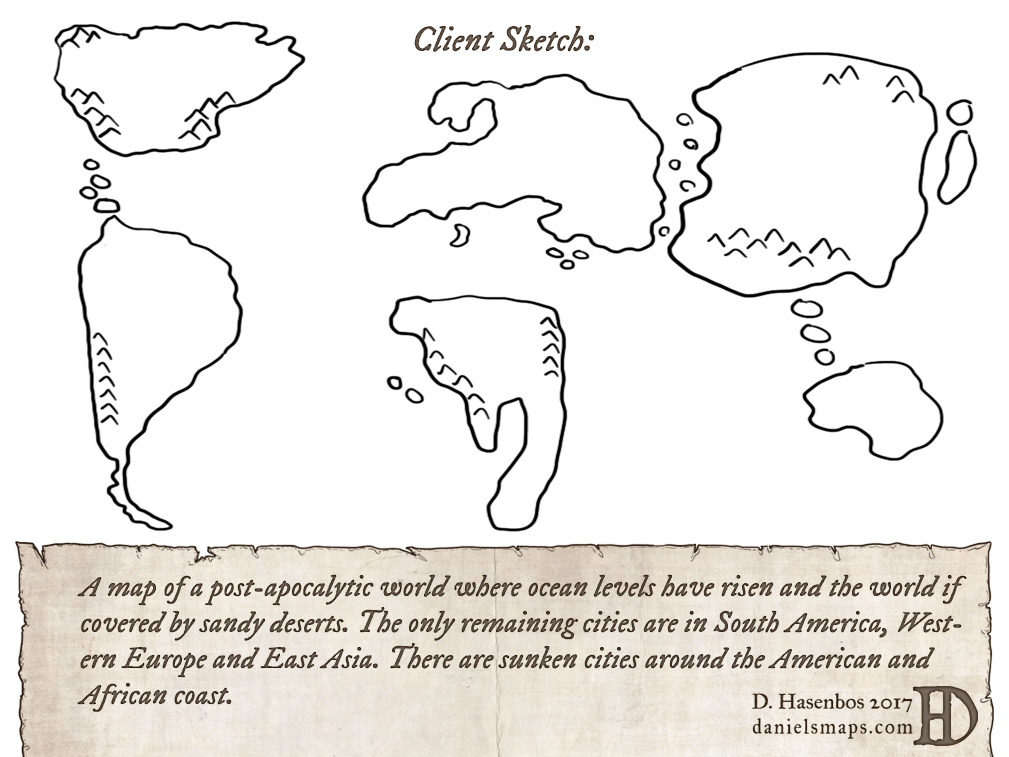 Client Sketch:
A map of a post-apocalytic world where ocean levels have risen and the world if
covered by sandy deserts. The only remaining cities are in South America, West-
ern Europe and East Asia. There are sunken cities around the American and
African coast.
D. Hasenbos 2017
danielsmaps.com
HD